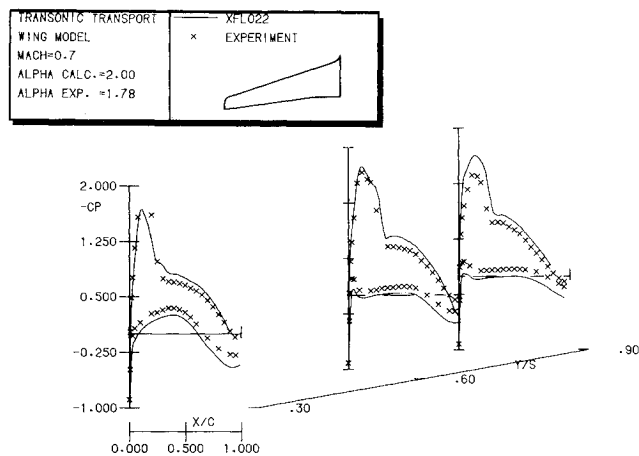 TRANSONIC TRANSPORT
WING MODEL
MACH=0.7
ALPHA CALC.=2.00
ALPHA EXP. =1.78
XFLO22
× EXPERIMENT
2.000
-CP
1.250
0.500
-0.250
-1.000
X/C
0.000 0.500 1.000
.30
.60
Y/S
.90